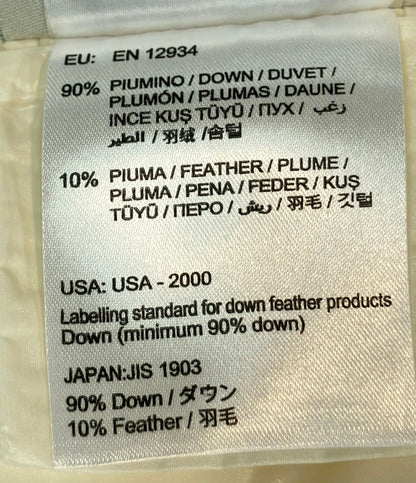 EU: EN 12934
90% PIUMINO / DOWN / DUVET /
PLUMÓN / PLUMAS / DAUNE /
INCE KUŞ TÜYÜ / ПУХ / زغب
الطير / 羽绒 /솜털
10% PIUMA / FEATHER / PLUME /
PLUMA / PENA / FEDER / KUŞ
TÜYÜ / ПЕРО / ريش / 羽毛 / 깃털
USA: USA - 2000
Labelling standard for down feather products
Down (minimum 90% down)
JAPAN:JIS 1903
90% Down / ダウン
10% Feather / 羽毛